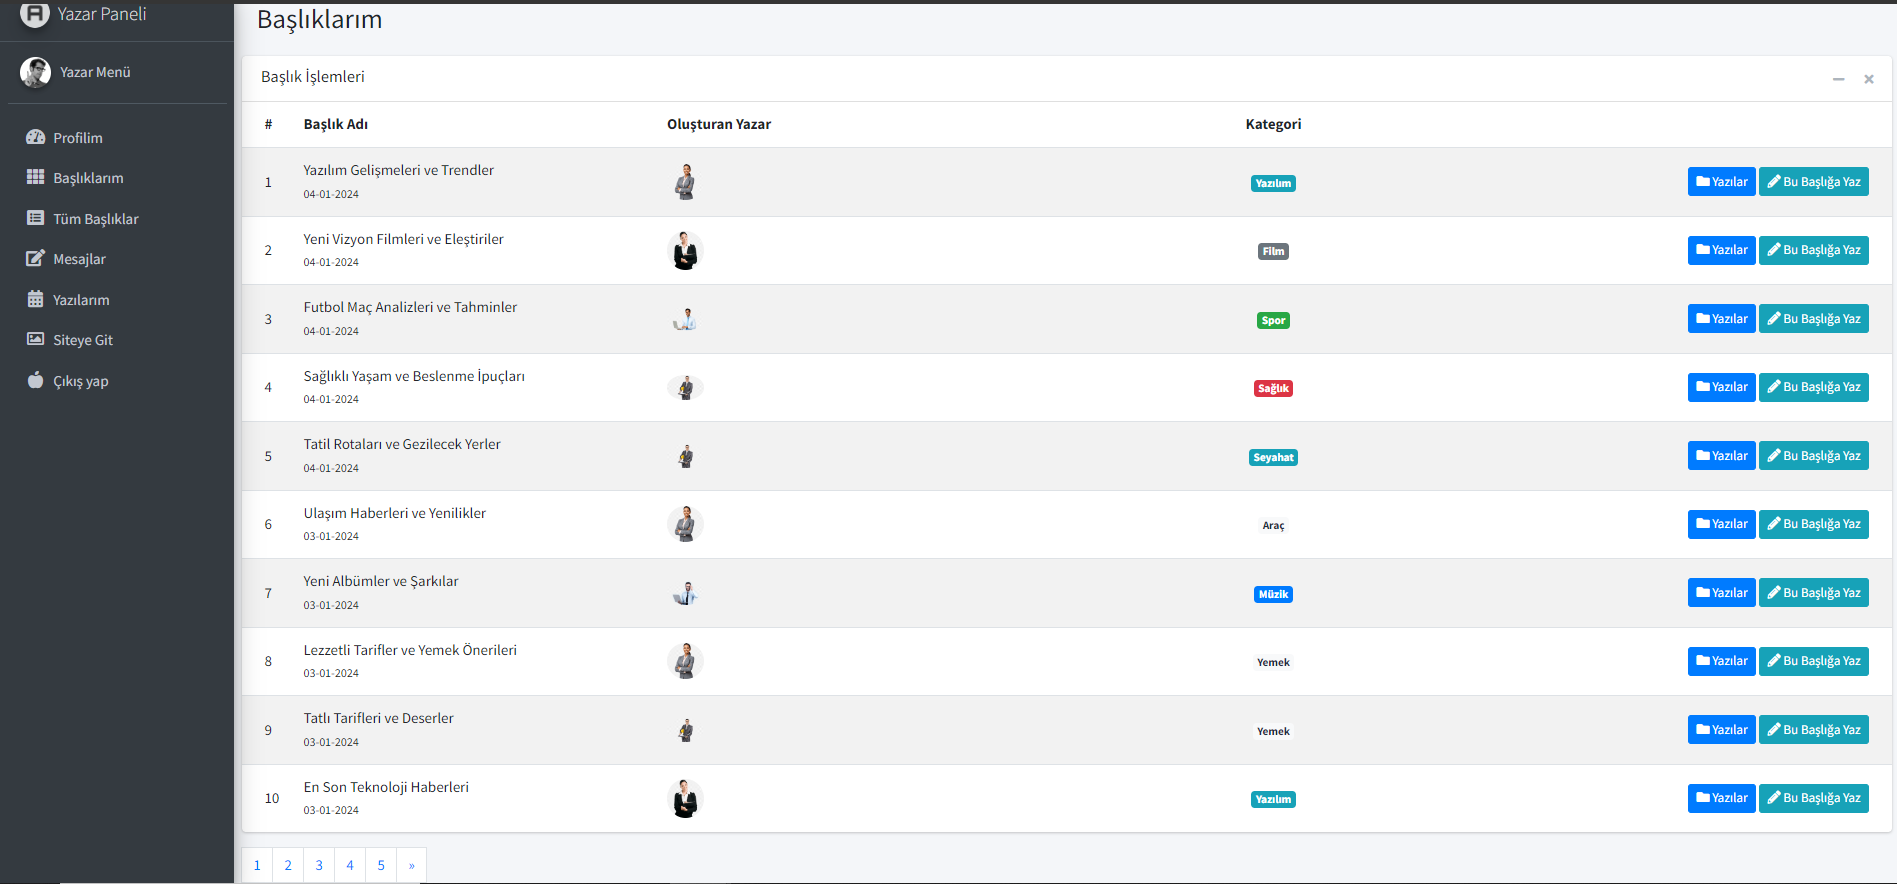 Yazar Paneli
Başlıklarım
Yazar Menü
Profilim
Başlıklarım
Tüm Başlıklar
Mesajlar
Yazılarım
Siteye Git
Çıkış yap
Başlık İşlemleri
# Başlık Adı Oluşturan Yazar Kategori
1 Yazılım Gelişmeleri ve Trendler Yazılım Yazılar Bu Başlığa Yaz
04-01-2024
2 Yeni Vizyon Filmleri ve Eleştiriler Film Yazılar Bu Başlığa Yaz
04-01-2024
3 Futbol Maç Analizleri ve Tahminler Spor Yazılar Bu Başlığa Yaz
04-01-2024
4 Sağlıklı Yaşam ve Beslenme İpuçları Sağlık Yazılar Bu Başlığa Yaz
04-01-2024
5 Tatil Rotaları ve Gezilecek Yerler Seyahat Yazılar Bu Başlığa Yaz
04-01-2024
6 Ulaşım Haberleri ve Yenilikler Araç Yazılar Bu Başlığa Yaz
03-01-2024
7 Yeni Albümler ve Şarkılar Müzik Yazılar Bu Başlığa Yaz
03-01-2024
8 Lezzetli Tarifler ve Yemek Önerileri Yemek Yazılar Bu Başlığa Yaz
03-01-2024
9 Tatlı Tarifleri ve Deserler Yemek Yazılar Bu Başlığa Yaz
03-01-2024
10 En Son Teknoloji Haberleri Yazılım Yazılar Bu Başlığa Yaz
03-01-2024
1 2 3 4 5 »